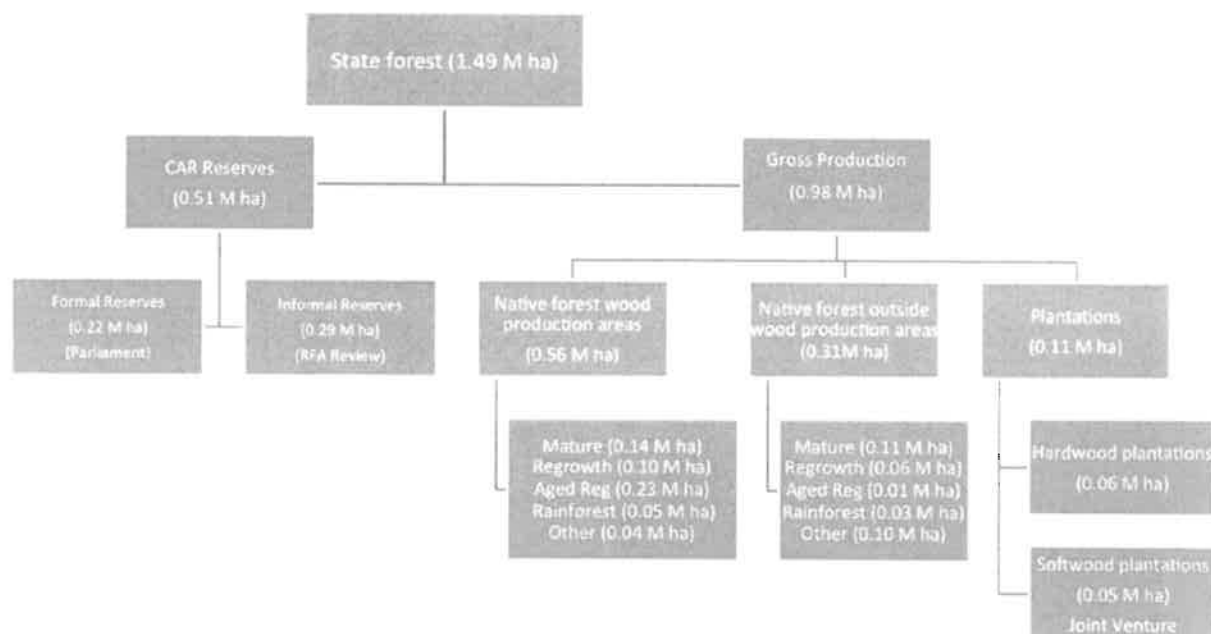 State forest (1.49 M ha)
CAR Reserves
(0.51 M ha)
Gross Production
(0.98 M ha)
Formal Reserves
(0.22 M ha)
(Parliament)
Informal Reserves
(0.29 M ha)
(RFA Review)
Native forest wood
production areas
(0.56 M ha)
Native forest outside
wood production areas
(0.31M ha)
Plantations
(0.11 M ha)
Mature (0.14 M ha)
Regrowth (0.10 M ha)
Aged Reg (0.23 M ha)
Rainforest (0.05 M ha)
Other (0.04 M ha)
Mature (0.11 M ha)
Regrowth (0.06 M ha)
Aged Reg (0.01 M ha)
Rainforest (0.03 M ha)
Other (0.10 M ha)
Hardwood plantations
(0.06 M ha)
Softwood plantations
(0.05 M ha)
Joint Venture